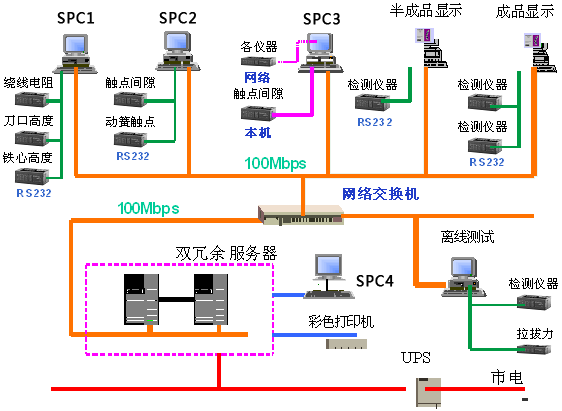 SPC1
SPC2
SPC3
半成品显示
成品显示
各仪器
网络
绕线电阻
触点间隙
触点间隙
检测仪器
检测仪器
RS232
刀口高度
动簧触点
本机
检测仪器
铁心高度
RS232
RS232
RS232
100Mbps
网络交换机
100Mbps
离线测试
双冗余服务器
SPC4
检测仪器
彩色打印机
拉拔力
UPS
市电